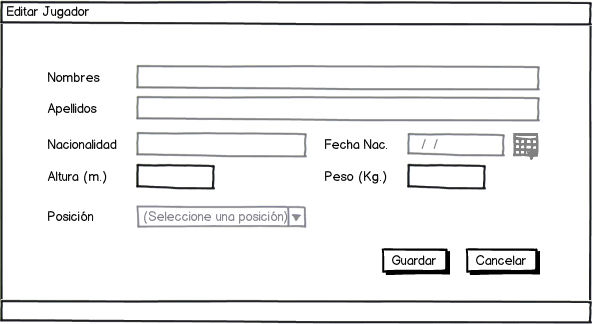 Editar Jugador
Nombres
Apellidos
Nacionalidad Fecha Nac. / /
Altura (m.) Peso (Kg.)
Posición (Seleccione una posición)
Guardar Cancelar